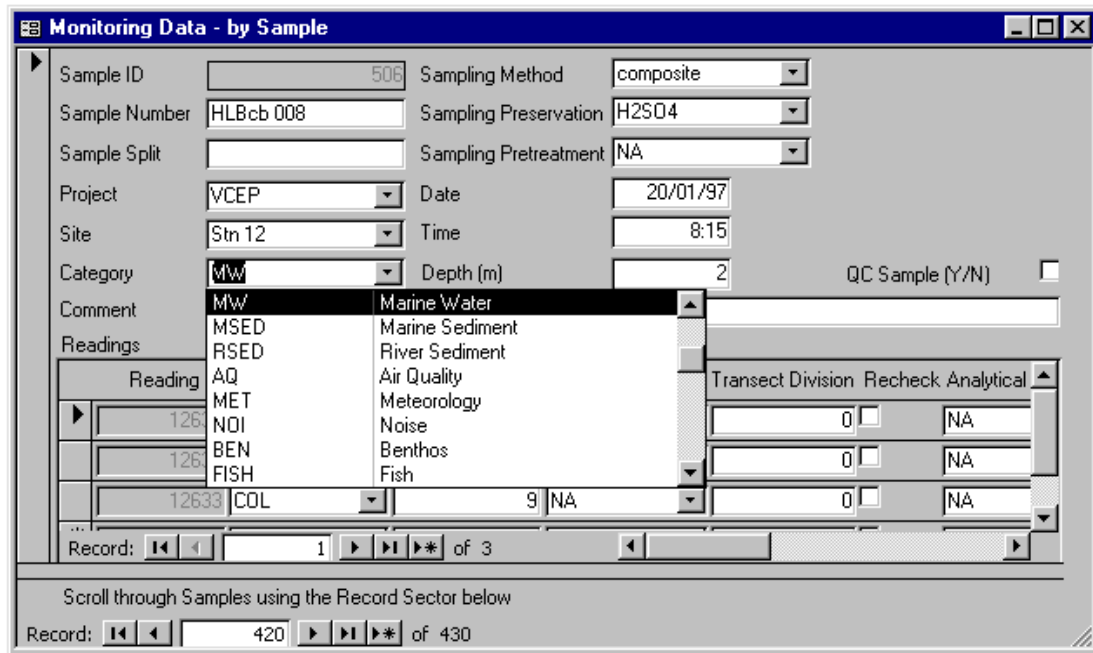 Monitoring Data - by Sample
Sample ID 506 Sampling Method composite
Sample Number HLBcb 008 Sampling Preservation H2SO4
Sample Split Sampling Pretreatment NA
Project VCEP Date 20/01/97
Site Stn 12 Time 8:15
Category MW Depth (m) 2 QC Sample (Y/N)
MW Marine Water
Comment
MSED Marine Sediment
Readings
RSED River Sediment
Reading AQ Air Quality Transect Division Recheck Analytical
MET Meteorology
NOI Noise 0 NA
BEN Benthos
FISH Fish 0 NA
12633 COL 9 NA 0 NA
Record: 1 of 3
Scroll through Samples using the Record Sector below
Record: 420 of 430